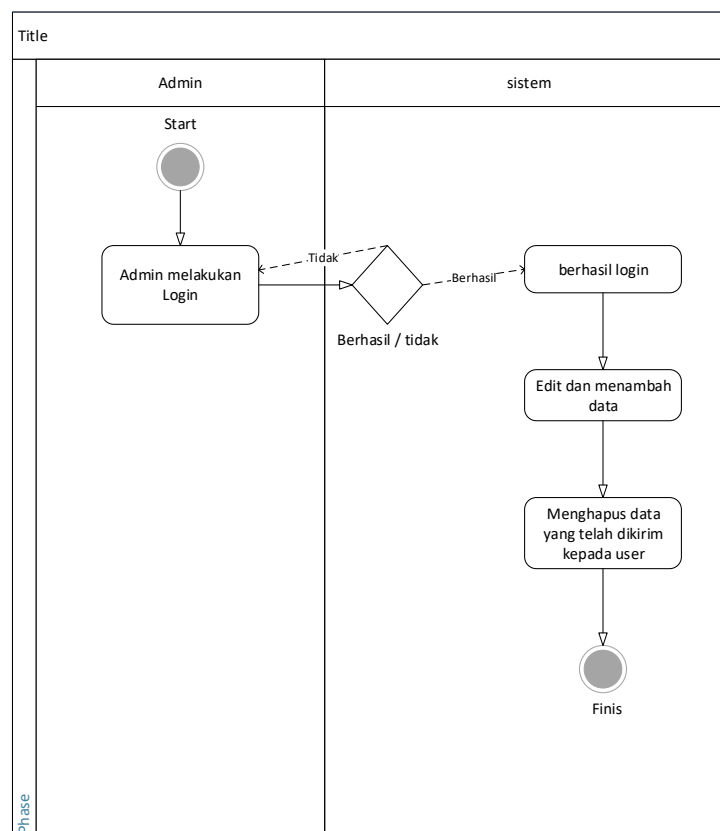 Title
Admin
sistem
Start
Admin melakukan
Login
Tidak
Berhasil
Berhasil / tidak
berhasil login
Edit dan menambah
data
Menghapus data
yang telah dikirim
kepada user
Finis
Phase